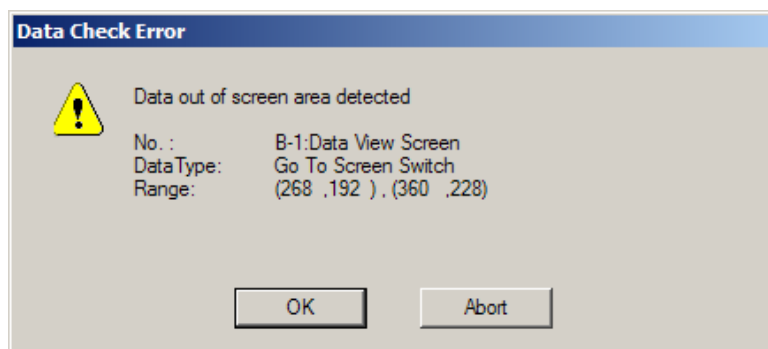 Data Check Error
Data out of screen area detected
No. : B-1:Data View Screen
DataType: Go To Screen Switch
Range: (268 ,192 ) , (360 ,228)
OK Abort